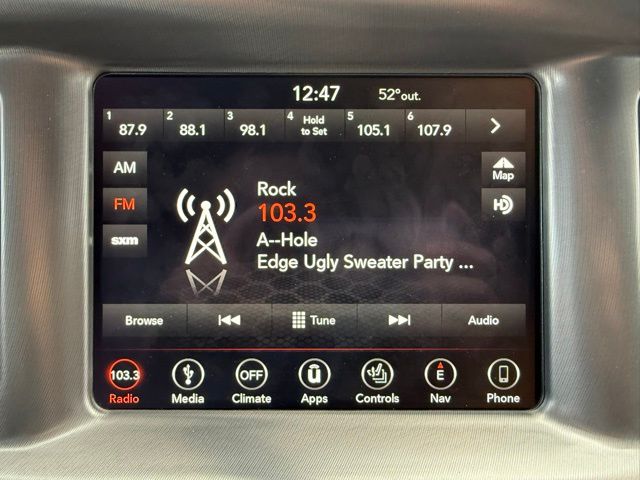 12:47 52°out.
1 87.9 2 88.1 3 98.1 4 Hold to Set 5 105.1 6 107.9
AM
Map
Rock
FM
103.3
HD
sxm
A--Hole
Edge Ugly Sweater Party ...
Browse Tune Audio
103.3 OFF E
Radio Media Climate Apps Controls Nav Phone